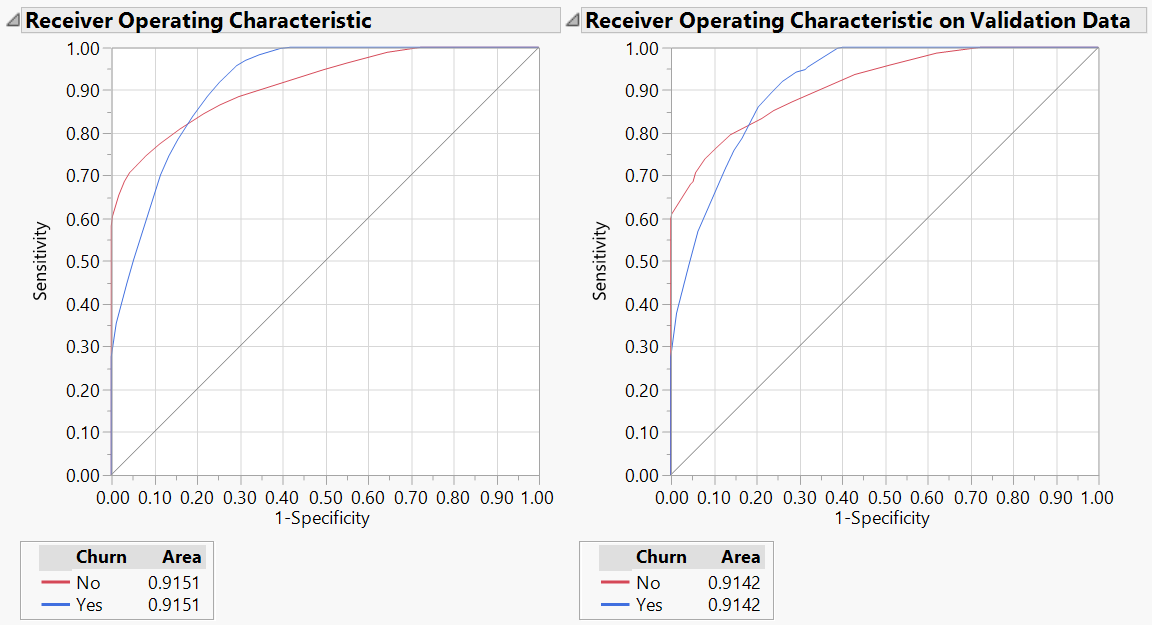 Receiver Operating Characteristic
1.00
0.90
0.80
0.70
0.60
0.50
0.40
0.30
0.20
0.10
0.00
Sensitivity
0.00 0.10 0.20 0.30 0.40 0.50 0.60 0.70 0.80 0.90 1.00
1-Specificity
Churn Area
No 0.9151
Yes 0.9151
Receiver Operating Characteristic on Validation Data
1.00
0.90
0.80
0.70
0.60
0.50
0.40
0.30
0.20
0.10
0.00
Sensitivity
0.00 0.10 0.20 0.30 0.40 0.50 0.60 0.70 0.80 0.90 1.00
1-Specificity
Churn Area
No 0.9142
Yes 0.9142